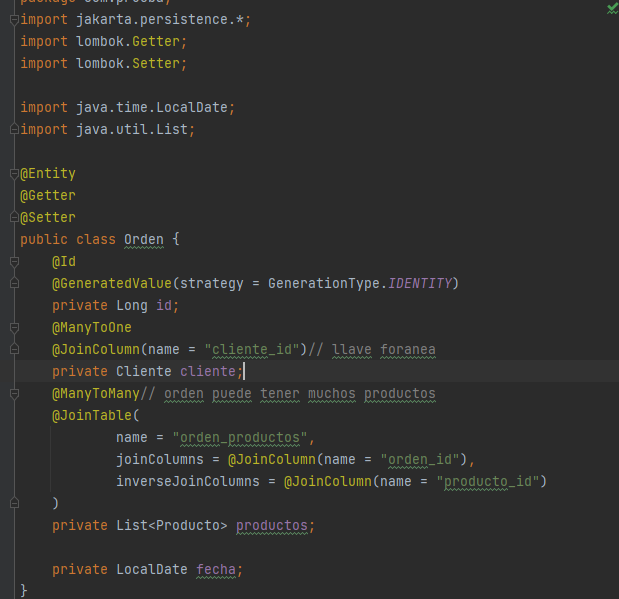 import jakarta.persistence.*;
import lombok.Getter;
import lombok.Setter;

import java.time.LocalDate;
import java.util.List;

@Entity
@Getter
@Setter
public class Orden {
    @Id
    @GeneratedValue(strategy = GenerationType.IDENTITY)
    private Long id;
    @ManyToOne
    @JoinColumn(name = "cliente_id")// llave foranea
    private Cliente cliente;
    @ManyToMany// orden puede tener muchos productos
    @JoinTable(
            name = "orden_productos",
            joinColumns = @JoinColumn(name = "orden_id"),
            inverseJoinColumns = @JoinColumn(name = "producto_id")
    )
    private List<Producto> productos;

    private LocalDate fecha;
}